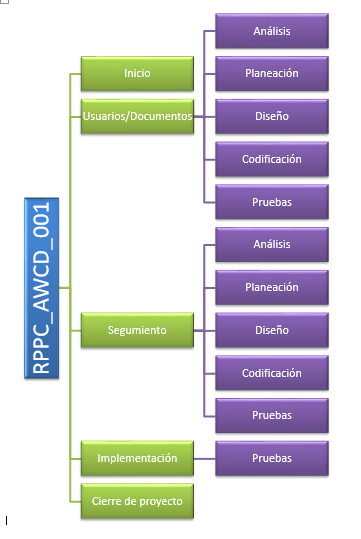 RPPC_AWCD_001
Inicio
Usuarios/Documentos
Análisis
Planeación
Diseño
Codificación
Pruebas
Segumiento
Análisis
Planeación
Diseño
Codificación
Pruebas
Implementación
Pruebas
Cierre de proyecto